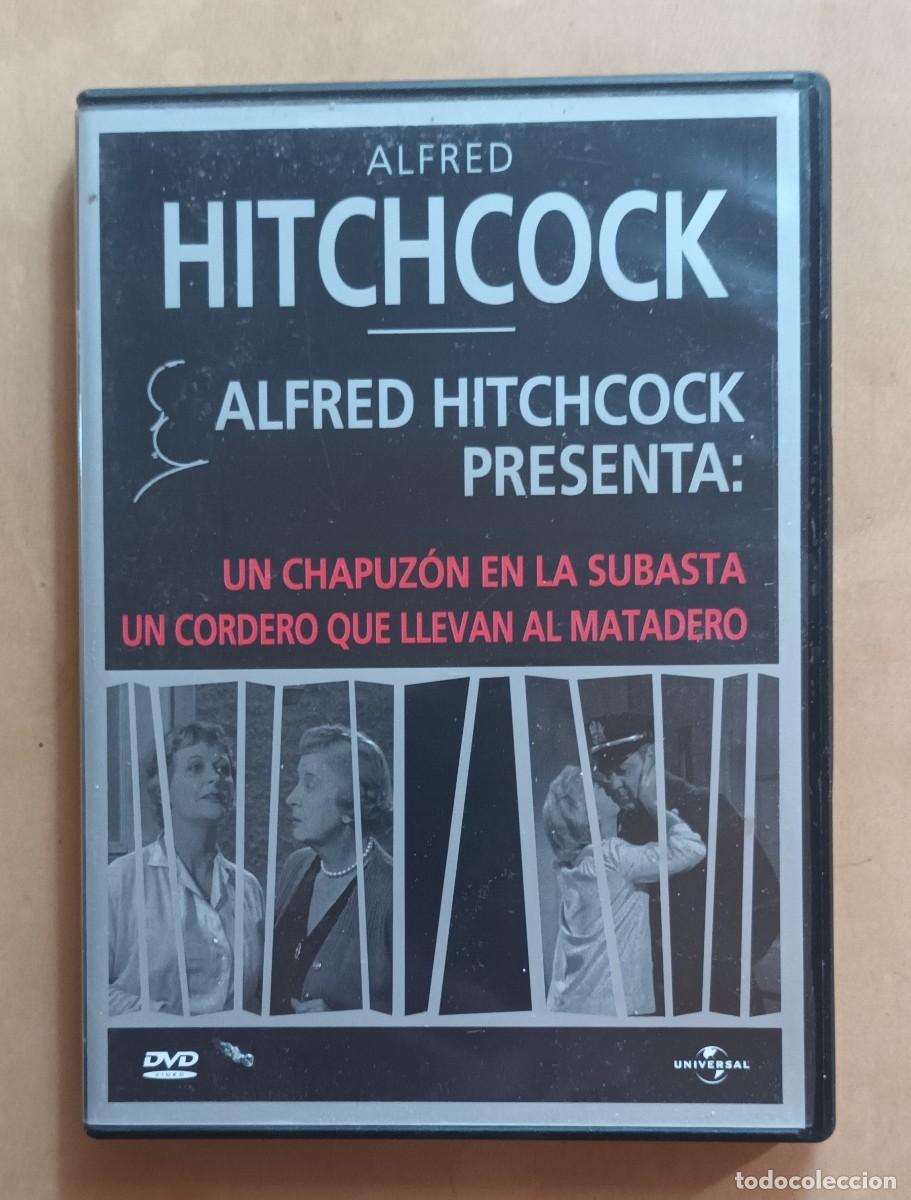 ALFRED
HITCHCOCK
ALFRED HITCHCOCK
PRESENTA:
UN CHAPUZÓN EN LA SUBASTA
UN CORDERO QUE LLEVAN AL MATADERO
DVD
VIDEO
UNIVERSAL
todocoleccion